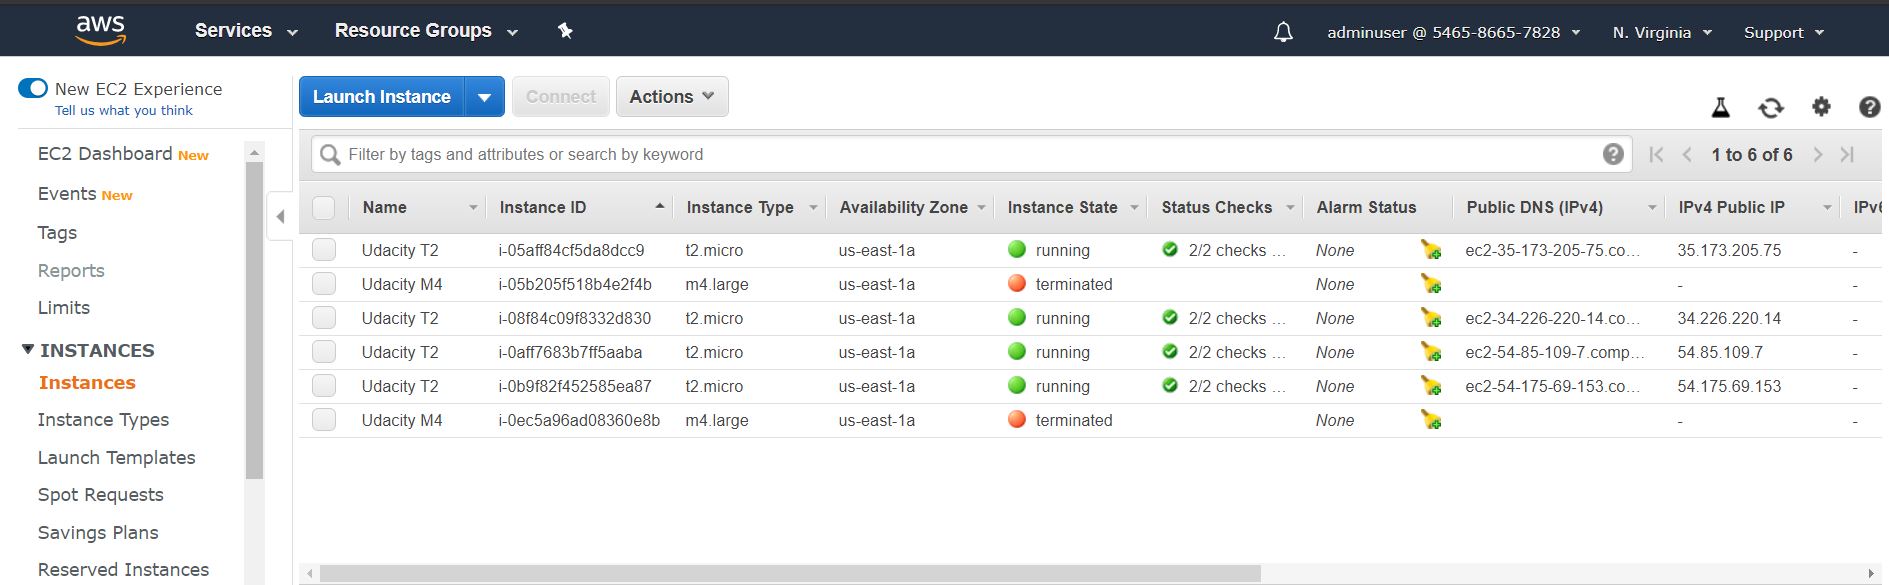 aws Services Resource Groups adminuser @ 5465-8665-7828 N. Virginia Support
New EC2 Experience
Tell us what you think
EC2 Dashboard New
Events New
Tags
Reports
Limits
INSTANCES
Instances
Instance Types
Launch Templates
Spot Requests
Savings Plans
Reserved Instances
Launch Instance Connect Actions
Filter by tags and attributes or search by keyword 1 to 6 of 6
Name Instance ID Instance Type Availability Zone Instance State Status Checks Alarm Status Public DNS (IPv4) IPv4 Public IP IPv6
Udacity T2 i-05aff84cf5da8dcc9 t2.micro us-east-1a running 2/2 checks ... None ec2-35-173-205-75.co... 35.173.205.75 -
Udacity M4 i-05b205f518b4e2f4b m4.large us-east-1a terminated None - -
Udacity T2 i-08f84c09f8332d830 t2.micro us-east-1a running 2/2 checks ... None ec2-34-226-220-14.co... 34.226.220.14 -
Udacity T2 i-0aff7683b7ff5aaba t2.micro us-east-1a running 2/2 checks ... None ec2-54-85-109-7.comp... 54.85.109.7 -
Udacity T2 i-0b9f82f452585ea87 t2.micro us-east-1a running 2/2 checks ... None ec2-54-175-69-153.co... 54.175.69.153 -
Udacity M4 i-0ec5a96ad08360e8b m4.large us-east-1a terminated None - -